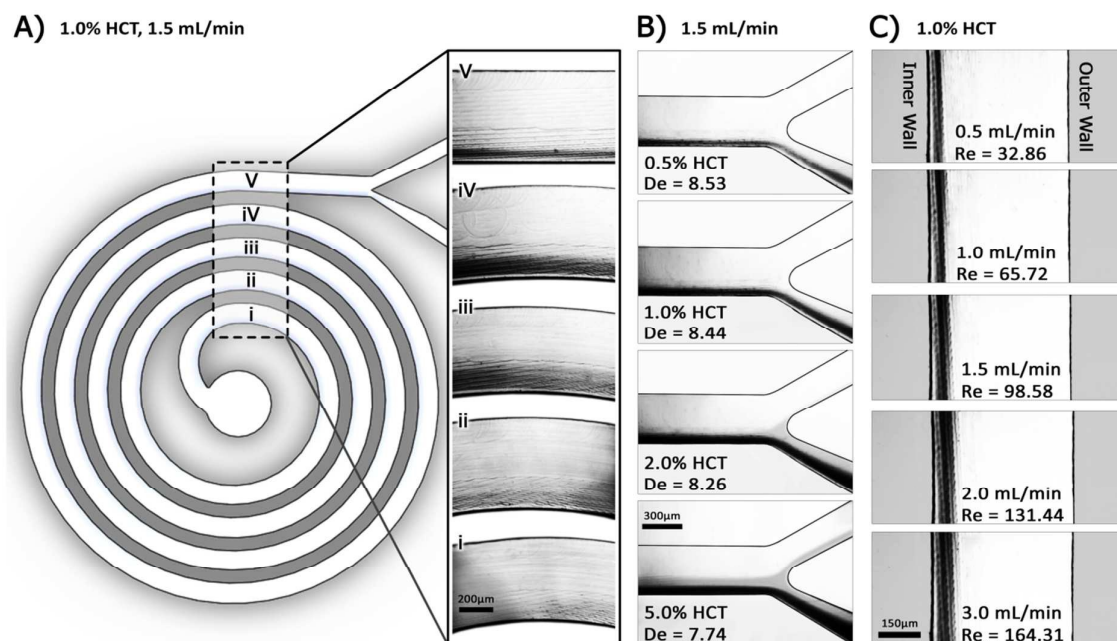 A) 1.0% HCT, 1.5 mL/min
V
iV
iii
ii
i
V
iV
iii
ii
i
200μm
B) 1.5 mL/min
0.5% HCT
De = 8.53
1.0% HCT
De = 8.44
2.0% HCT
De = 8.26
300μm
5.0% HCT
De = 7.74
C) 1.0% HCT
Inner Wall
Outer Wall
0.5 mL/min
Re = 32.86
1.0 mL/min
Re = 65.72
1.5 mL/min
Re = 98.58
2.0 mL/min
Re = 131.44
3.0 mL/min
Re = 164.31
150μm